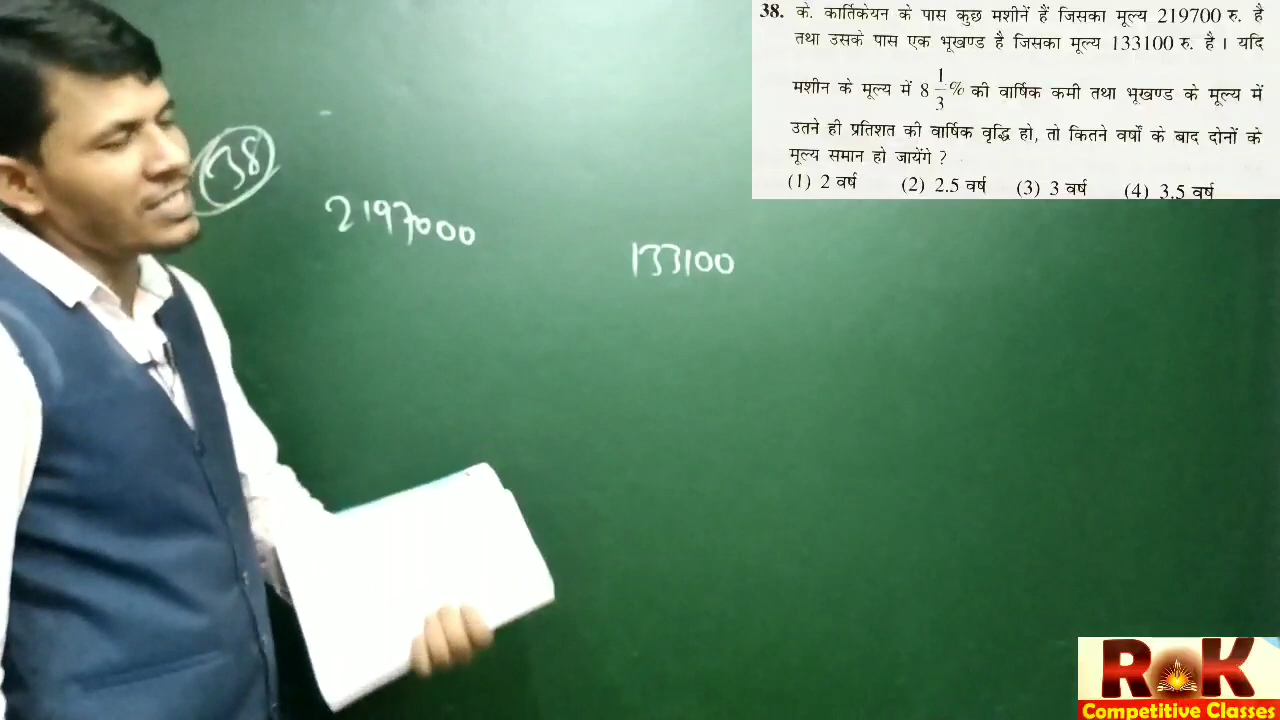 38. के. कार्तिकेयन के पास कुछ मशीनें हैं जिसका मूल्य 219700 रु. है
तथा उसके पास एक भूखण्ड है जिसका मूल्य 133100 रु. है। यदि
मशीन के मूल्य में 8 1/3 % की वार्षिक कमी तथा भूखण्ड के मूल्य में
उतने ही प्रतिशत की वार्षिक वृद्धि हो, तो कितने वर्षों के बाद दोनों के
मूल्य समान हो जायेंगे ?
(1) 2 वर्ष (2) 2.5 वर्ष (3) 3 वर्ष (4) 3.5 वर्ष
38
2197000
133100
R K
Competitive Classes